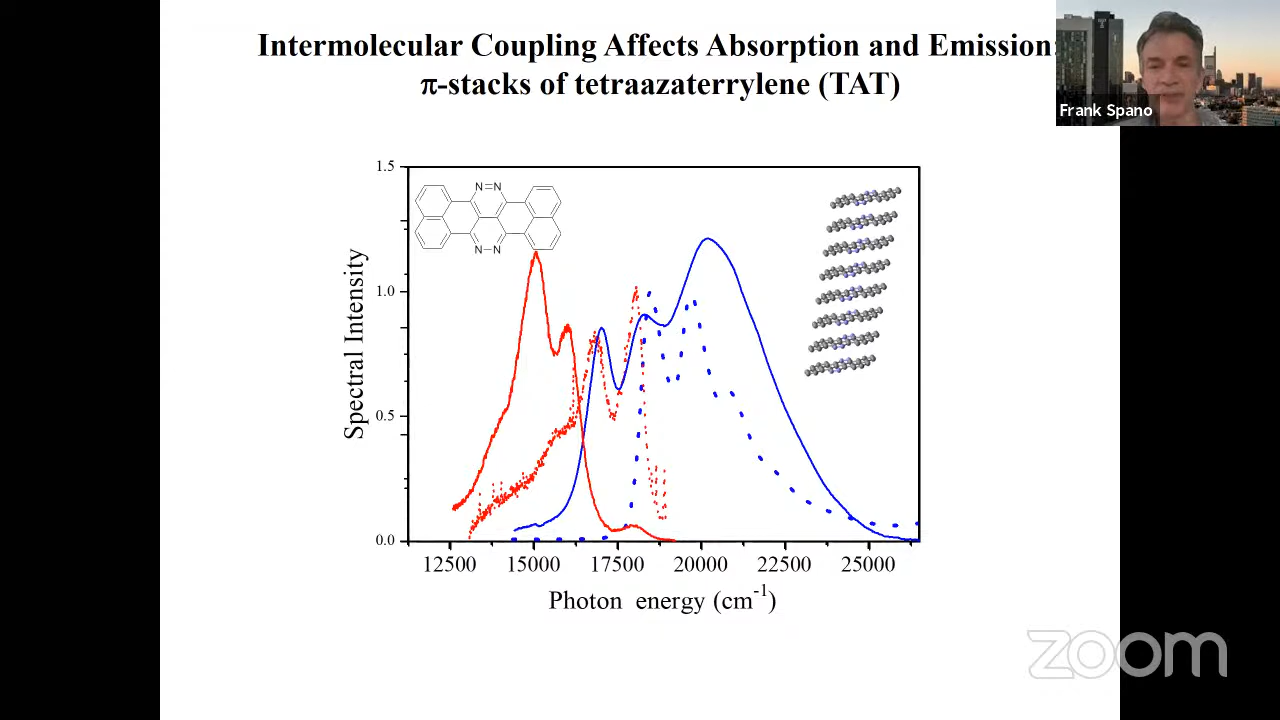 Intermolecular Coupling Affects Absorption and Emission:
π-stacks of tetraazaterrylene (TAT)
Frank Spano
1.5
1.0
0.5
0.0
Spectral Intensity
N=N
N=N
12500 15000 17500 20000 22500 25000
Photon energy (cm⁻¹)
zoom